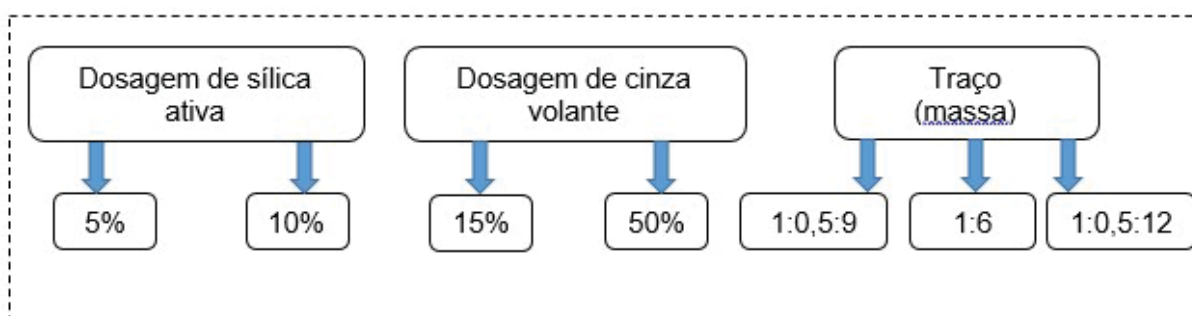 Dosagem de sílica
ativa
Dosagem de cinza
volante
Traço
(massa)
5%
10%
15%
50%
1:0,5:9
1:6
1:0,5:12